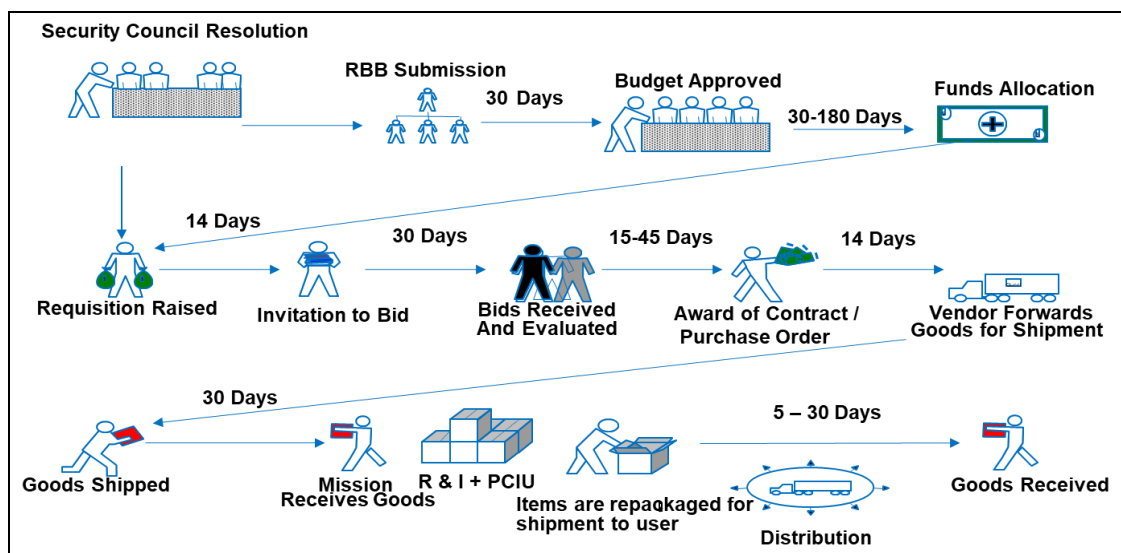 Security Council Resolution
RBB Submission
30 Days
Budget Approved
30-180 Days
Funds Allocation
14 Days
30 Days
15-45 Days
14 Days
Requisition Raised
Invitation to Bid
Bids Received
And Evaluated
Award of Contract /
Purchase Order
Vendor Forwards
Goods for Shipment
30 Days
5 – 30 Days
Goods Shipped
Mission
Receives Goods
R & I + PCIU
Items are repackaged for
shipment to user
Distribution
Goods Received